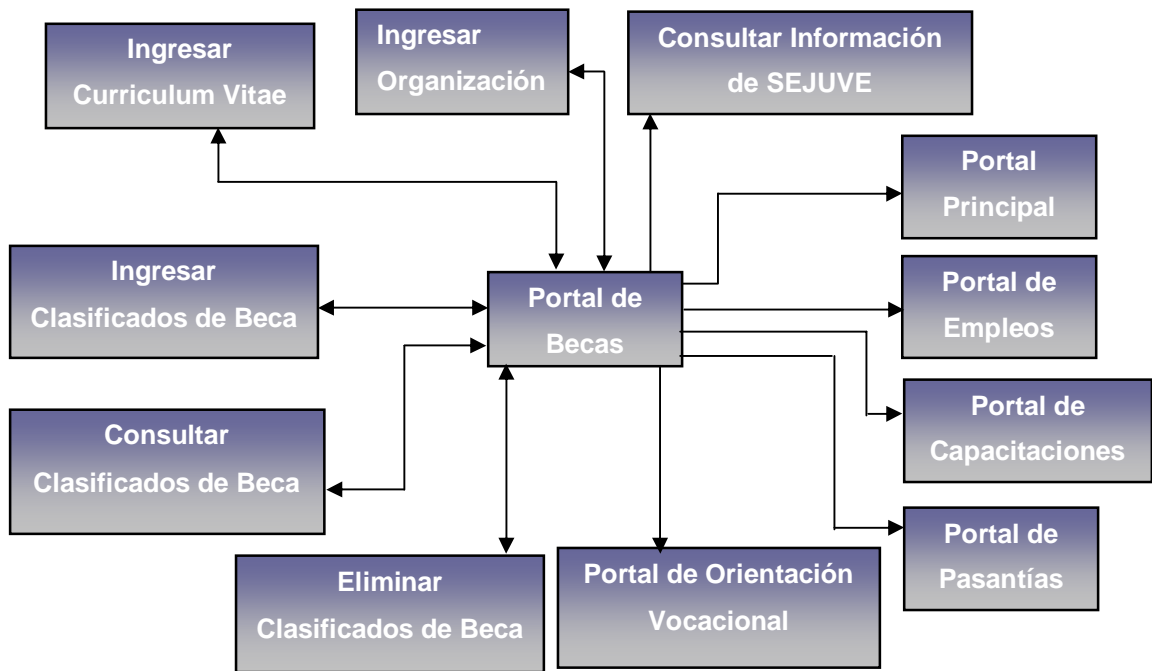 Ingresar
Curriculum Vitae
Ingresar
Organización
Consultar Información
de SEJUVE
Portal
Principal
Ingresar
Clasificados de Beca
Portal de
Becas
Portal de
Empleos
Consultar
Clasificados de Beca
Portal de
Capacitaciones
Eliminar
Clasificados de Beca
Portal de Orientación
Vocacional
Portal de
Pasantías